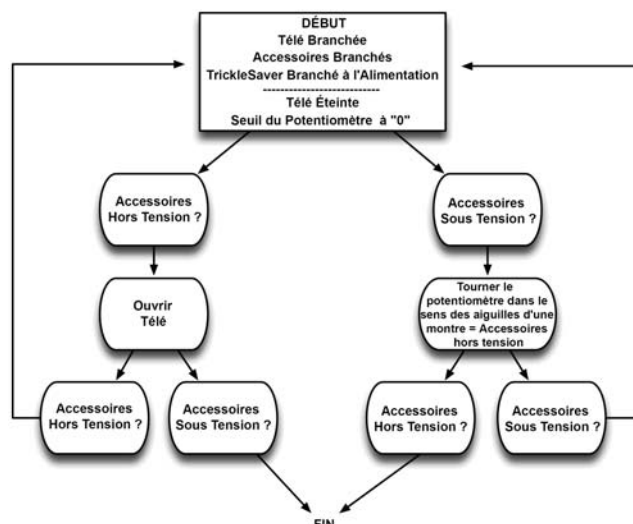 DÉBUT
Télé Branchée
Accessoires Branchés
TrickleSaver Branché à l'Alimentation
----------------------------
Télé Éteinte
Seuil du Potentiomètre à "0"
Accessoires
Hors Tension ?
Accessoires
Sous Tension ?
Ouvrir
Télé
Tourner le
potentiomètre dans le
sens des aiguilles d'une
montre = Accessoires
hors tension
Accessoires
Hors Tension ?
Accessoires
Sous Tension ?
Accessoires
Hors Tension ?
Accessoires
Sous Tension ?
FIN